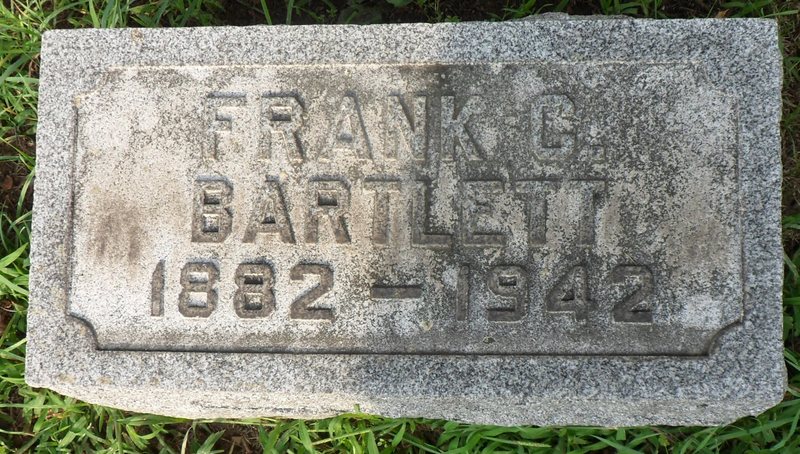 FRANK C.
BARTLETT
1882 – 1942